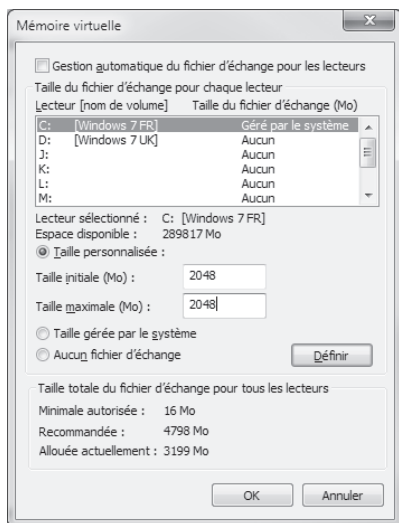 Mémoire virtuelle
Gestion automatique du fichier d'échange pour les lecteurs
Taille du fichier d'échange pour chaque lecteur
Lecteur [nom de volume] Taille du fichier d'échange (Mo)
C: [Windows 7 FR] Géré par le système
D: [Windows 7 UK] Aucun
J: Aucun
K: Aucun
L: Aucun
M: Aucun
Lecteur sélectionné : C: [Windows 7 FR]
Espace disponible : 289817 Mo
Taille personnalisée :
Taille initiale (Mo) : 2048
Taille maximale (Mo) : 2048
Taille gérée par le système
Aucun fichier d'échange Définir
Taille totale du fichier d'échange pour tous les lecteurs
Minimale autorisée : 16 Mo
Recommandée : 4798 Mo
Allouée actuellement : 3199 Mo
OK Annuler